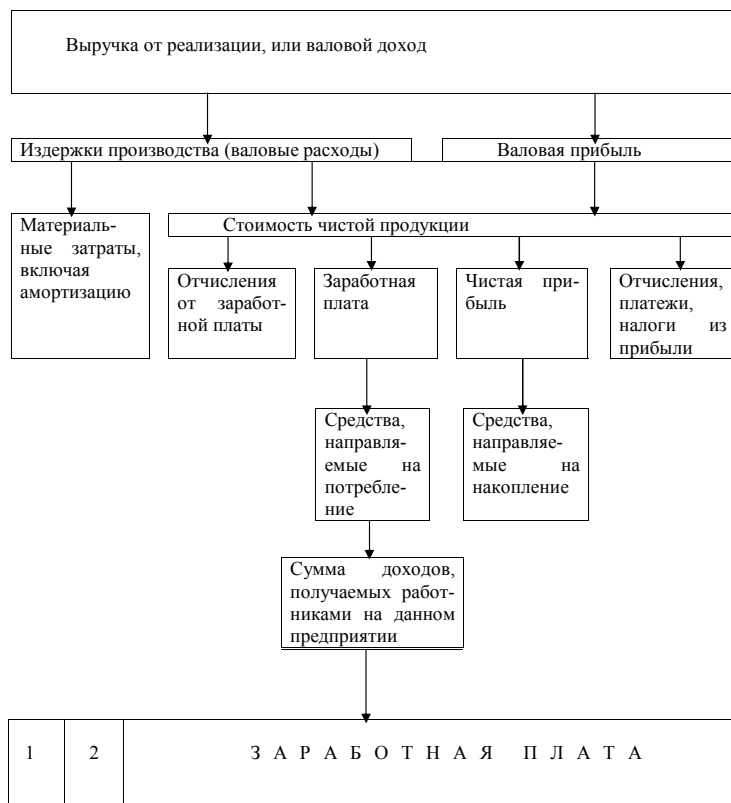 Выручка от реализации, или валовой доход
Издержки производства (валовые расходы)
Валовая прибыль
Материаль-
ные затраты,
включая
амортизацию
Стоимость чистой продукции
Отчисления
от заработ-
ной платы
Заработная
плата
Чистая при-
быль
Отчисления,
платежи,
налоги из
прибыли
Средства,
направля-
емые на
потребле-
ние
Средства,
направляе-
мые на
накопление
Сумма доходов,
получаемых работ-
никами на данном
предприятии
1
2
З А Р А Б О Т Н А Я П Л А Т А